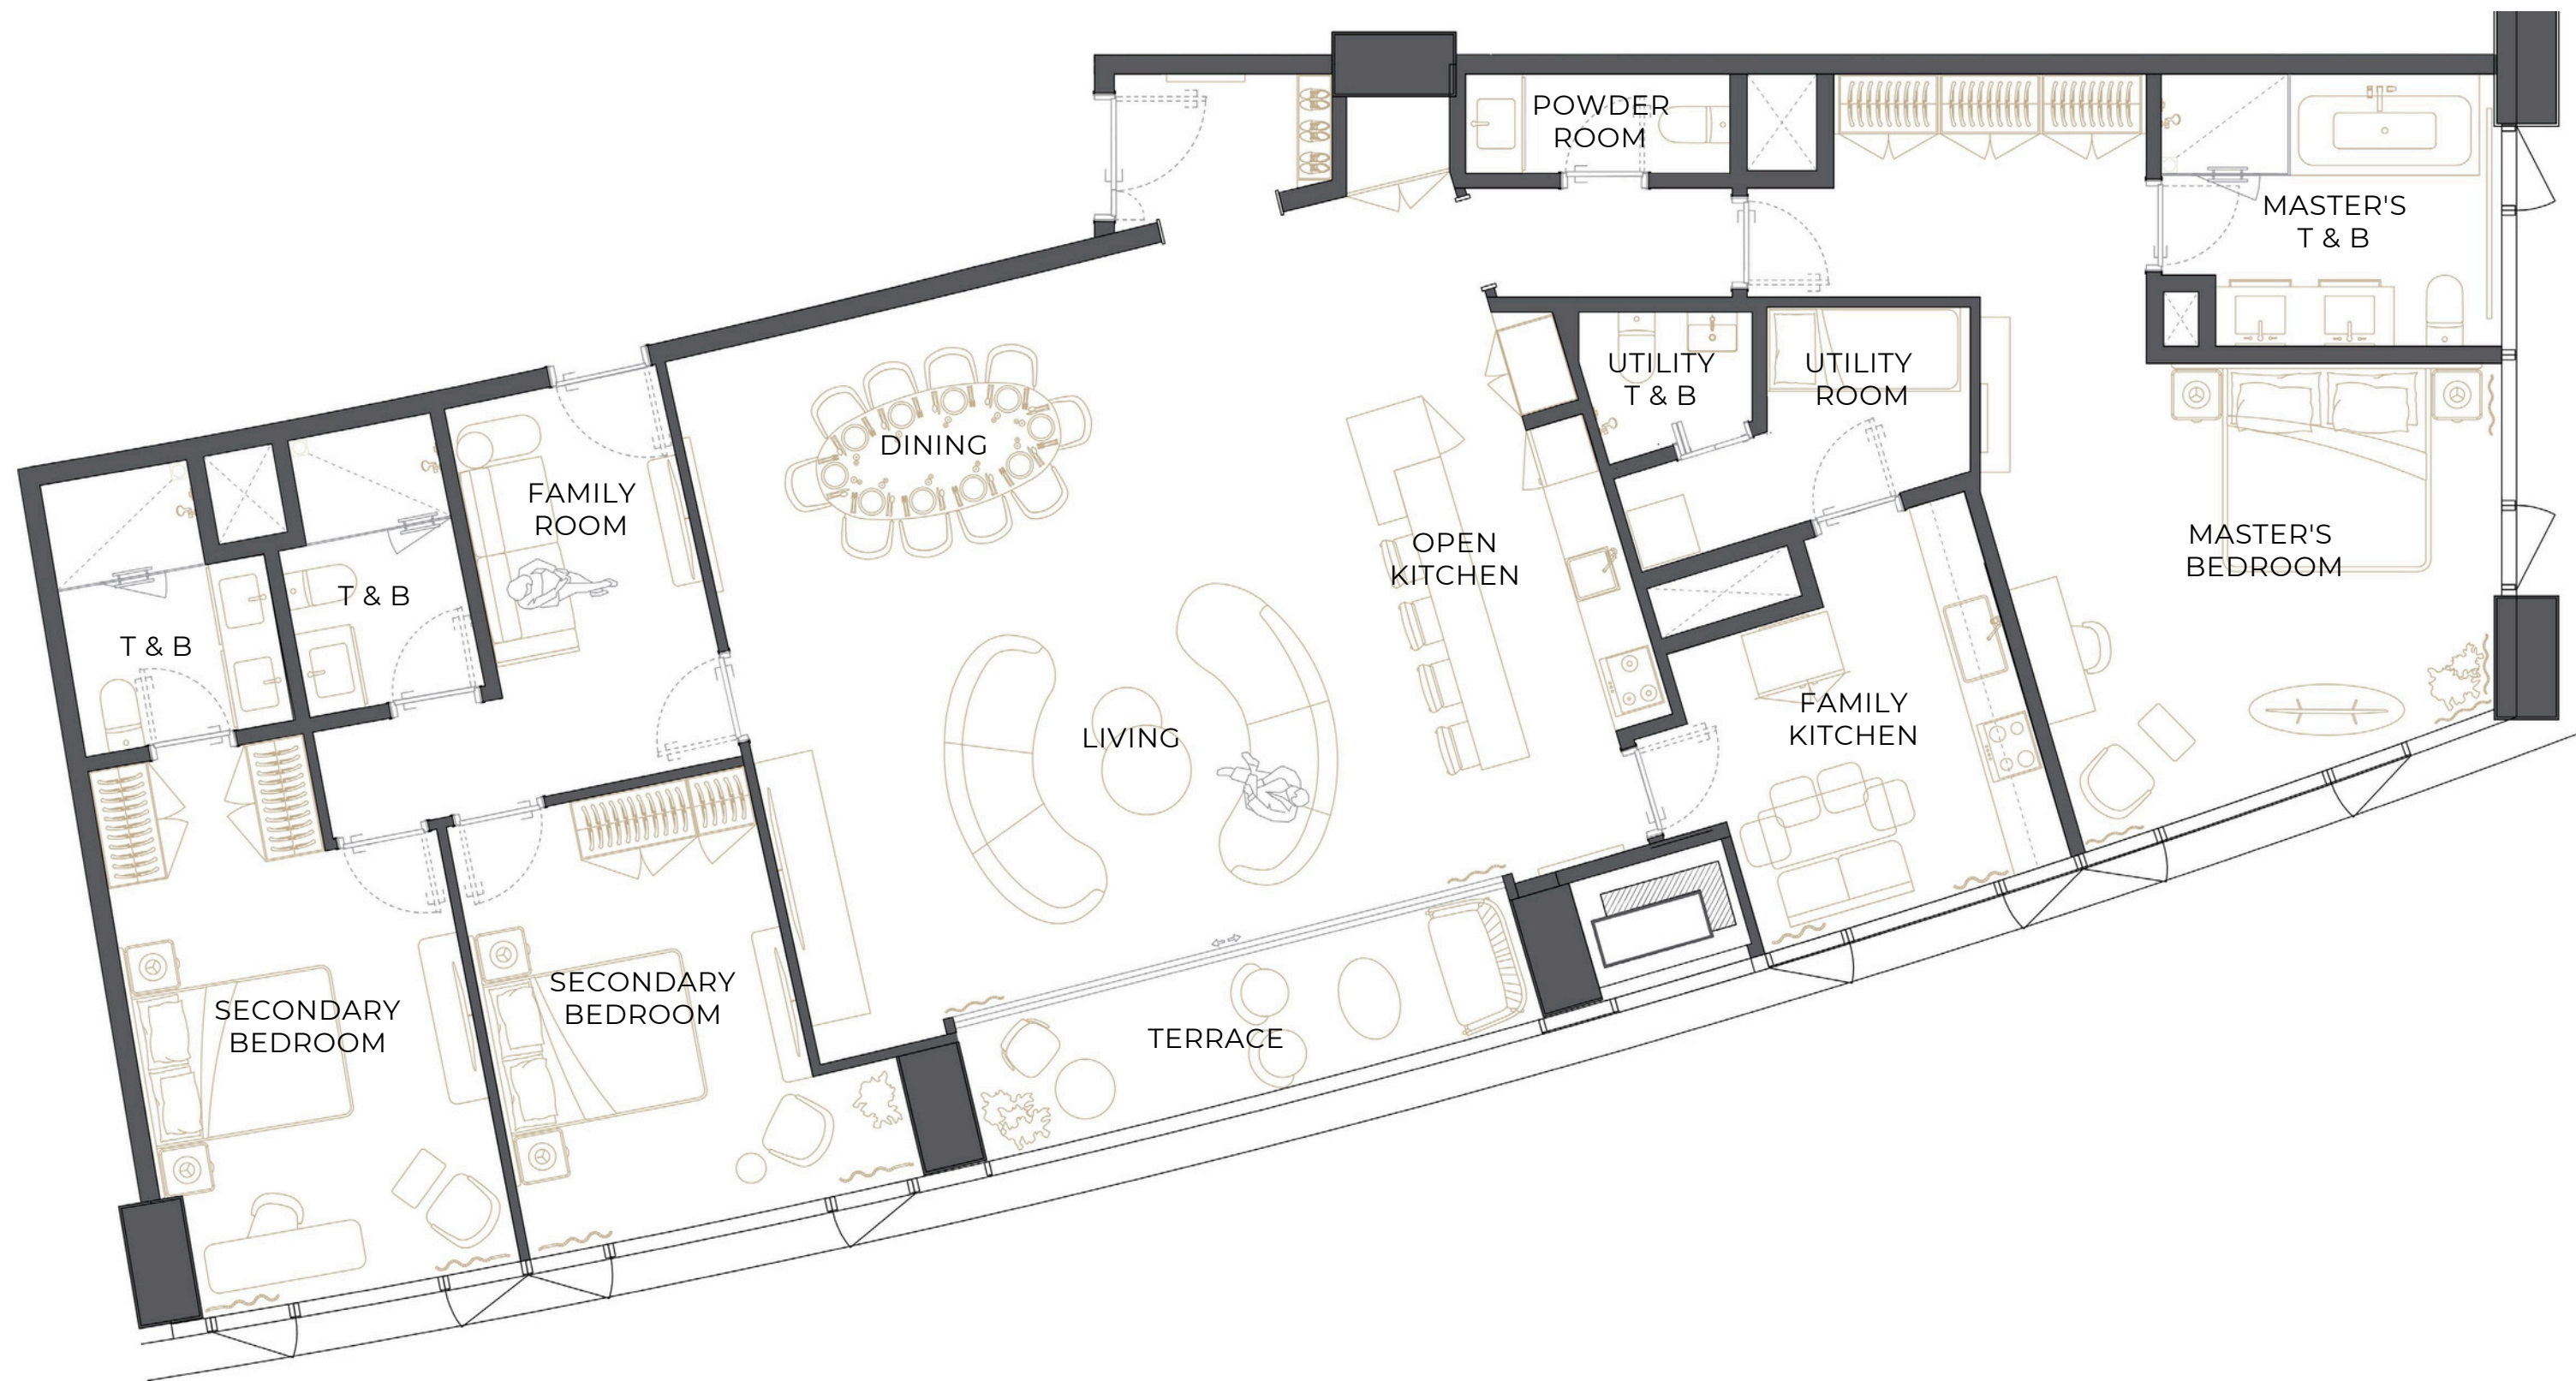 POWDER
ROOM
MASTER'S
T & B
UTILITY
T & B
UTILITY
ROOM
DINING
FAMILY
ROOM
OPEN
KITCHEN
MASTER'S
BEDROOM
T & B
T & B
FAMILY
KITCHEN
LIVING
SECONDARY
BEDROOM
SECONDARY
BEDROOM
TERRACE